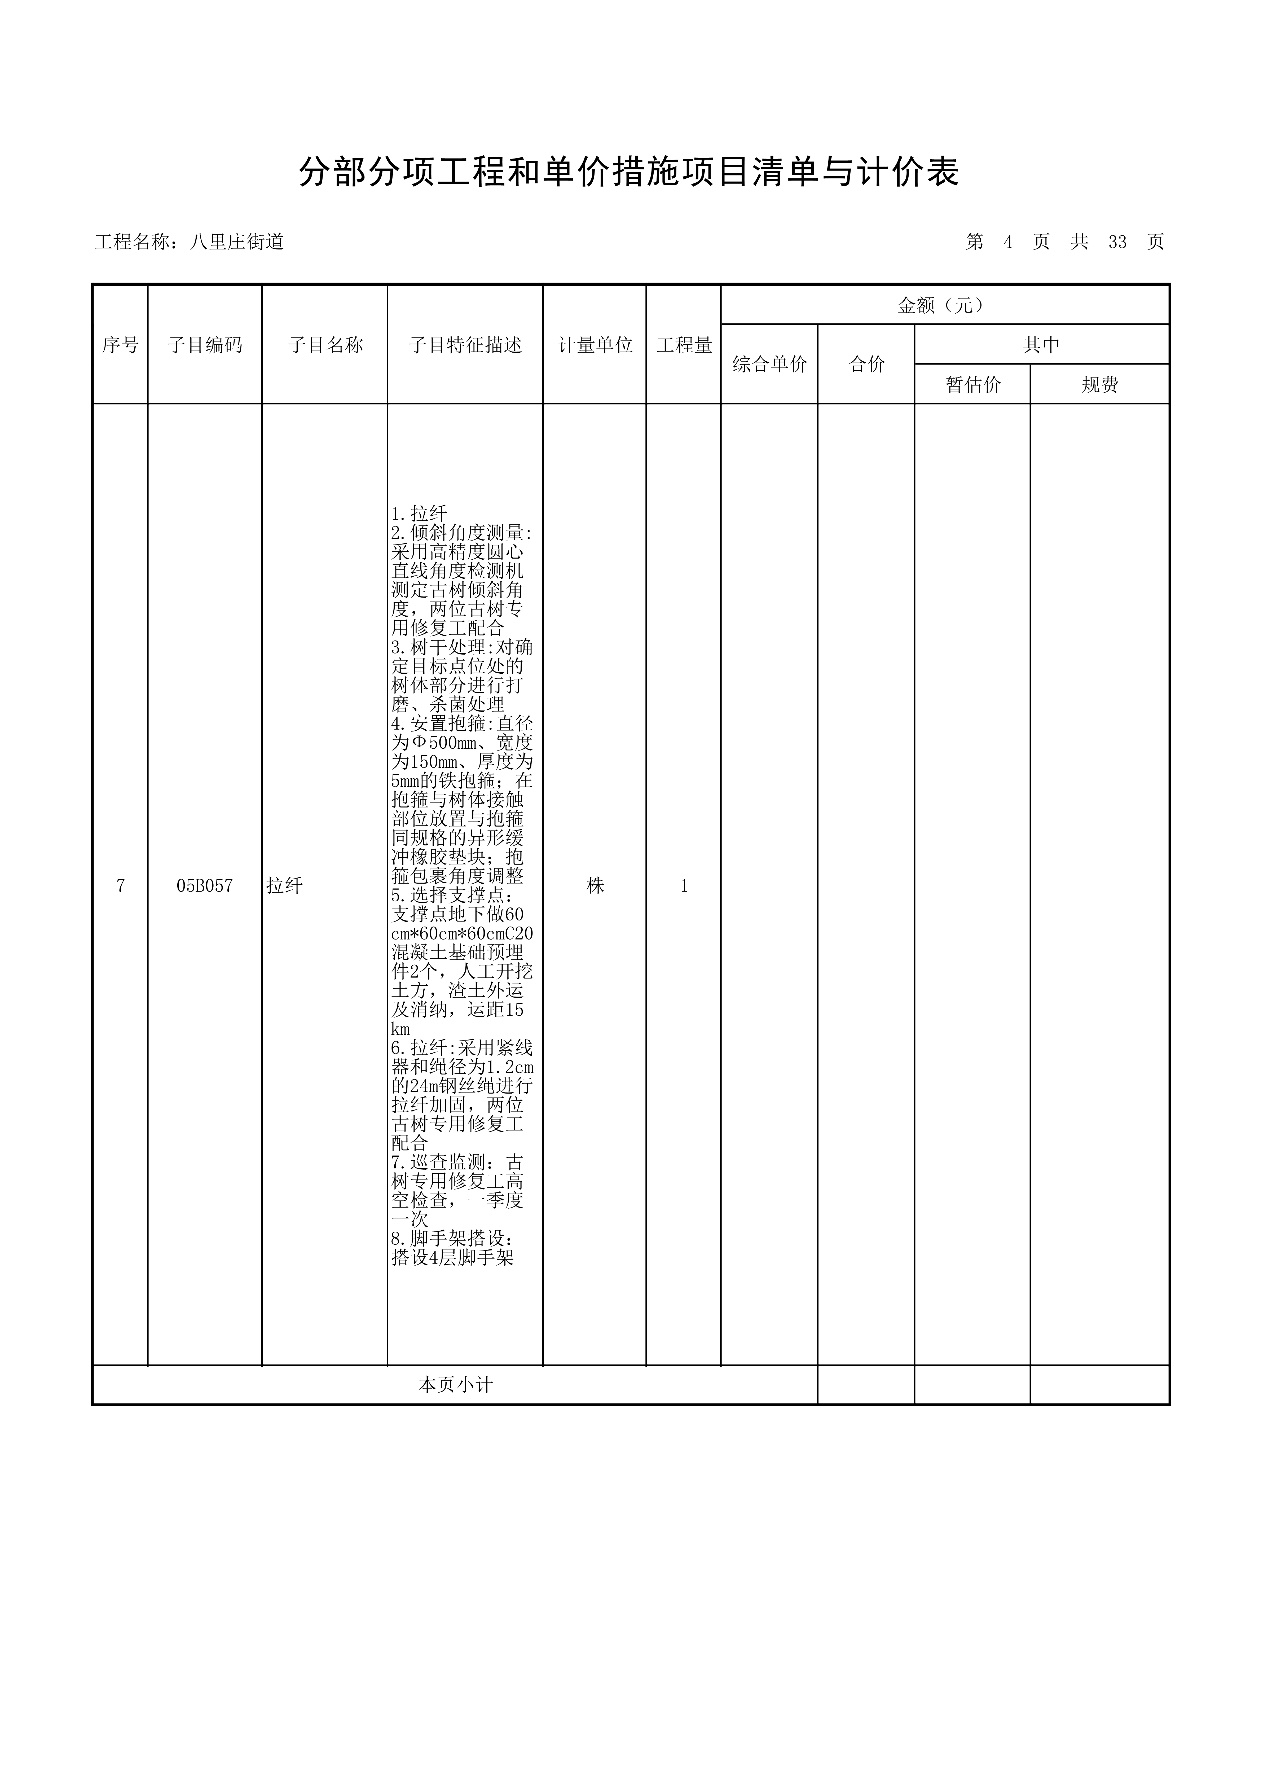 分部分项工程和单价措施项目清单与计价表
工程名称：八里庄街道
第 4 页 共 33 页
金额（元）
序号 子目编码 子目名称 子目特征描述 计量单位 工程量
综合单价 合价 其中
暂估价 规费
1.拉纤
2.倾斜角度测量:
采用高精度圆心
直线角度检测机
测定古树倾斜角
度，两位古树专
用修复工配合
3.树干处理:对确
定目标点位处的
树体部分进行打
磨、杀菌处理
4.安置抱箍:直径
为Φ500mm、宽度
为150mm、厚度为
5mm的铁抱箍；在
抱箍与树体接触
部位放置与抱箍
同规格的异形缓
冲橡胶垫块；抱
箍包裹角度调整
7 05B057 拉纤 株 1
5.选择支撑点：
支撑点地下做60
cm*60cm*60cmC20
混凝土基础预埋
件2个，人工开挖
土方，渣土外运
及消纳，运距15
km
6.拉纤:采用紧线
器和绳径为1.2cm
的24m钢丝绳进行
拉纤加固，两位
古树专用修复工
配合
7.巡查监测：古
树专用修复工高
空检查，一季度
一次
8.脚手架搭设：
搭设4层脚手架
本页小计